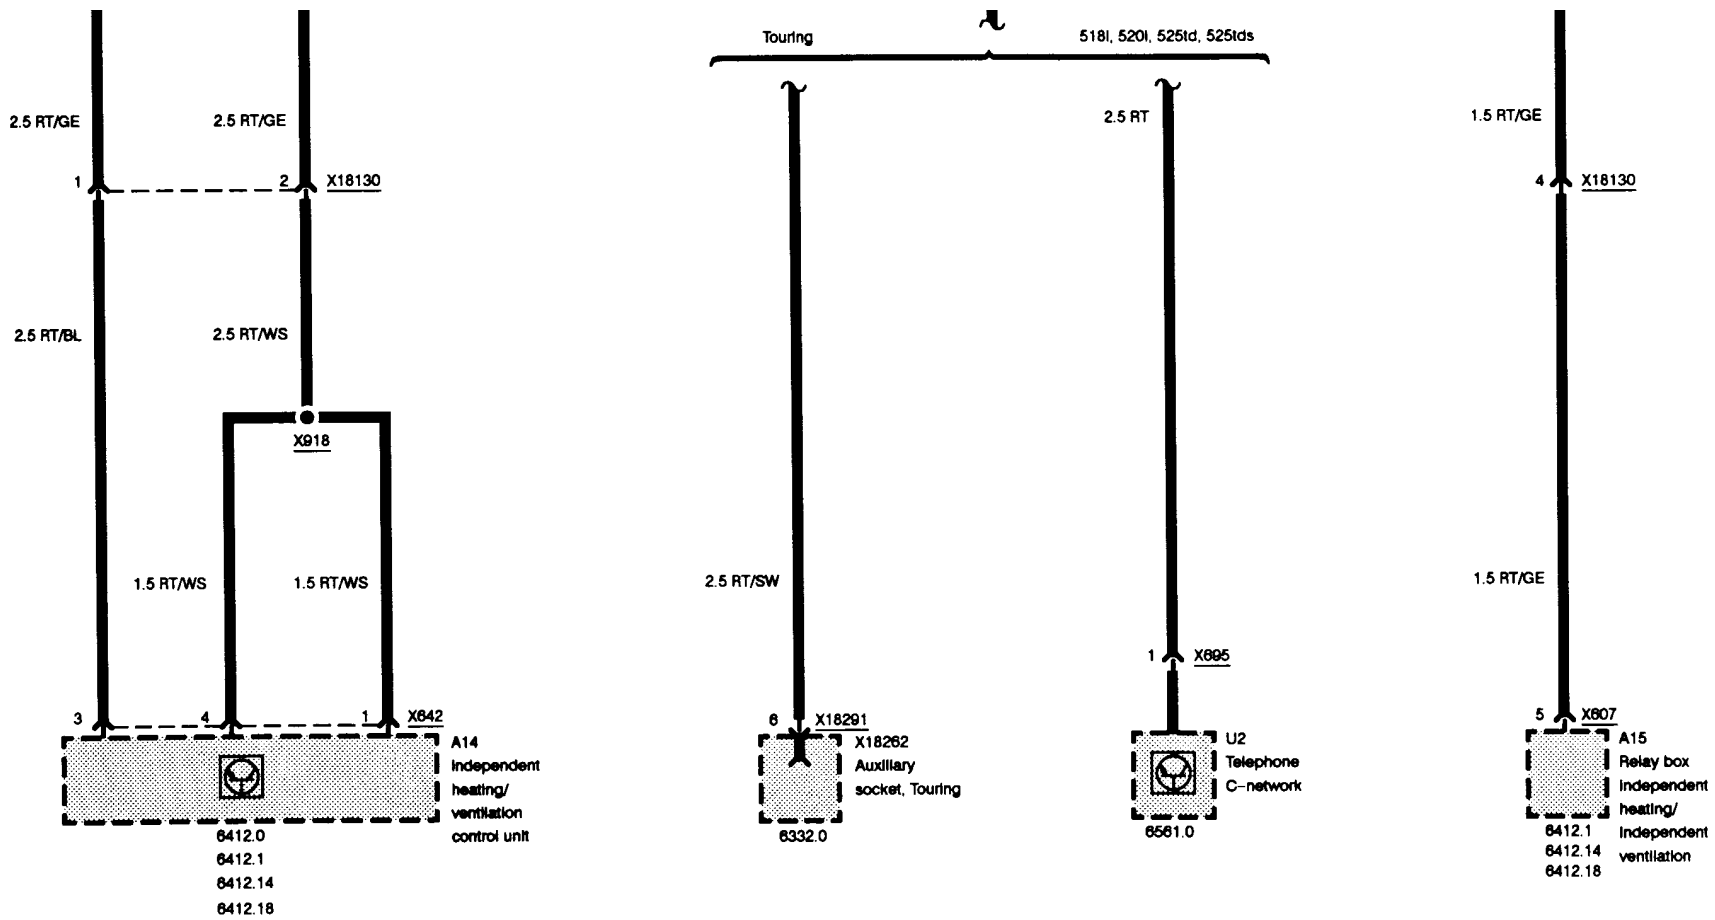 Touring
518i, 520i, 525td, 525tds
2.5 RT/GE
2.5 RT/GE
2.5 RT
1.5 RT/GE
1
2
X18130
4
X18130
2.5 RT/BL
2.5 RT/WS
X918
1.5 RT/WS
1.5 RT/WS
2.5 RT/SW
1.5 RT/GE
1
X695
3
4
1
X642
6
X18291
5
X607
A14
Independent
heating/
ventilation
control unit
6412.0
6412.1
6412.14
6412.18
X18262
Auxiliary
socket, Touring
6332.0
U2
Telephone
C-network
6561.0
A15
Relay box
independent
heating/
independent
ventilation
6412.1
6412.14
6412.18